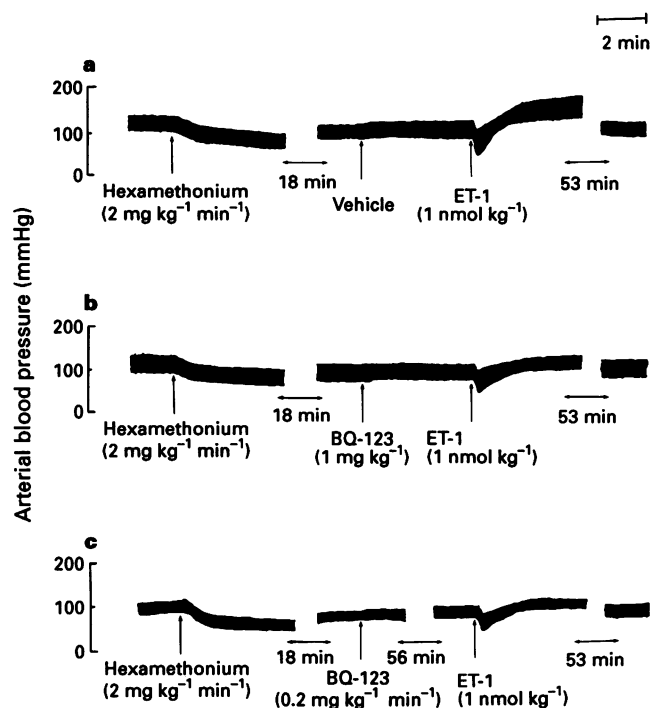 2 min
a
200
100
0
18 min
53 min
Hexamethonium
(2 mg kg⁻¹ min⁻¹)
Vehicle
ET-1
(1 nmol kg⁻¹)
Arterial blood pressure (mmHg)
b
200
100
0
18 min
53 min
Hexamethonium
(2 mg kg⁻¹ min⁻¹)
BQ-123
(1 mg kg⁻¹)
ET-1
(1 nmol kg⁻¹)
c
200
100
0
18 min
56 min
53 min
Hexamethonium
(2 mg kg⁻¹ min⁻¹)
BQ-123
(0.2 mg kg⁻¹ min⁻¹)
ET-1
(1 nmol kg⁻¹)